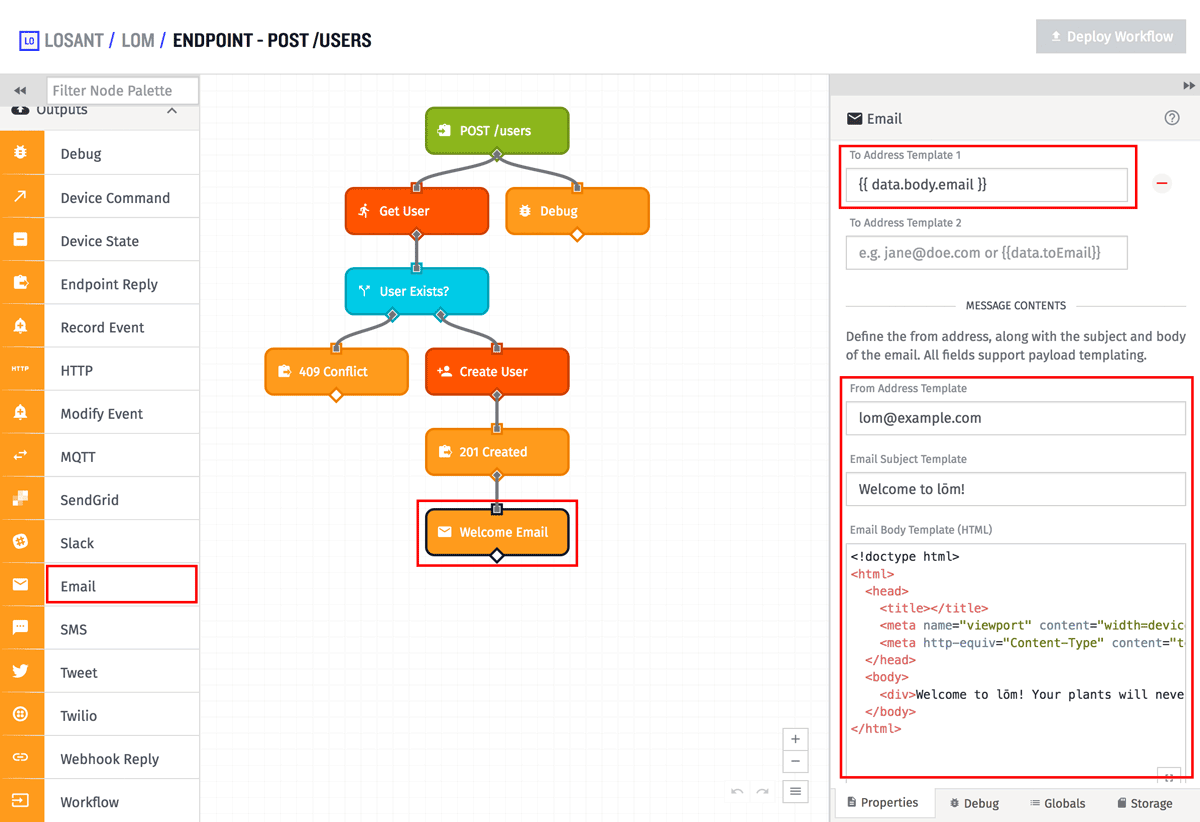 LO LOSANT / LOM / ENDPOINT - POST /USERS
Deploy Workflow
Filter Node Palette
Outputs
Debug
Device Command
Device State
Endpoint Reply
Record Event
HTTP HTTP
Modify Event
MQTT
SendGrid
Slack
Email
SMS
Tweet
Twilio
Webhook Reply
Workflow
POST /users
Get User
Debug
User Exists?
409 Conflict
Create User
201 Created
Welcome Email
Email
To Address Template 1
{{ data.body.email }}
To Address Template 2
e.g. jane@doe.com or {{data.toEmail}}
MESSAGE CONTENTS
Define the from address, along with the subject and body
of the email. All fields support payload templating.
From Address Template
lom@example.com
Email Subject Template
Welcome to lōm!
Email Body Template (HTML)
<!doctype html>
<html>
<head>
<title></title>
<meta name="viewport" content="width=devic
<meta http-equiv="Content-Type" content="t
</head>
<body>
<div>Welcome to lōm! Your plants will neve
</body>
</html>
Properties
Debug
Globals
Storage